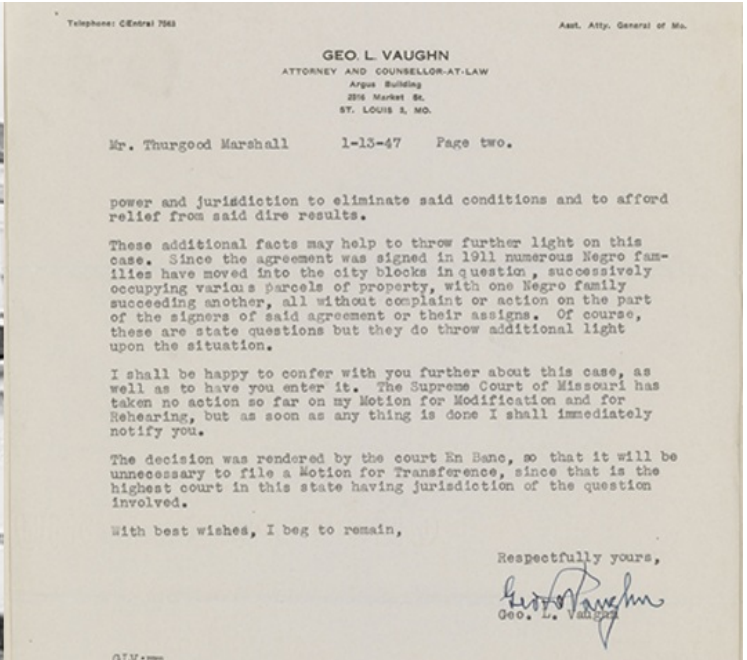 Telephone: CEntral 7563
Asst. Atty. General of Mo.
GEO. L. VAUGHN
ATTORNEY AND COUNSELLOR-AT-LAW
Argus Building
2316 Market St.
ST. LOUIS 3, MO.
Mr. Thurgood Marshall 1-13-47 Page two.
power and jurisdiction to eliminate said conditions and to afford
relief from said dire results.
These additional facts may help to throw further light on this
case. Since the agreement was signed in 1911 numerous Negro fam-
ilies have moved into the city blocks in question, successively
occupying various parcels of property, with one Negro family
succeeding another, all without complaint or action on the part
of the signers of said agreement or their assigns. Of course,
these are state questions but they do throw additional light
upon the situation.
I shall be happy to confer with you further about this case, as
well as to have you enter it. The Supreme Court of Missouri has
taken no action so far on my Motion for Modification and for
Rehearing, but as soon as any thing is done I shall immediately
notify you.
The decision was rendered by the court En Banc, so that it will be
unnecessary to file a Motion for Transference, since that is the
highest court in this state having jurisdiction of the question
involved.
With best wishes, I beg to remain,
Respectfully yours,
Geo L Vaughn
Geo. L. Vaughn